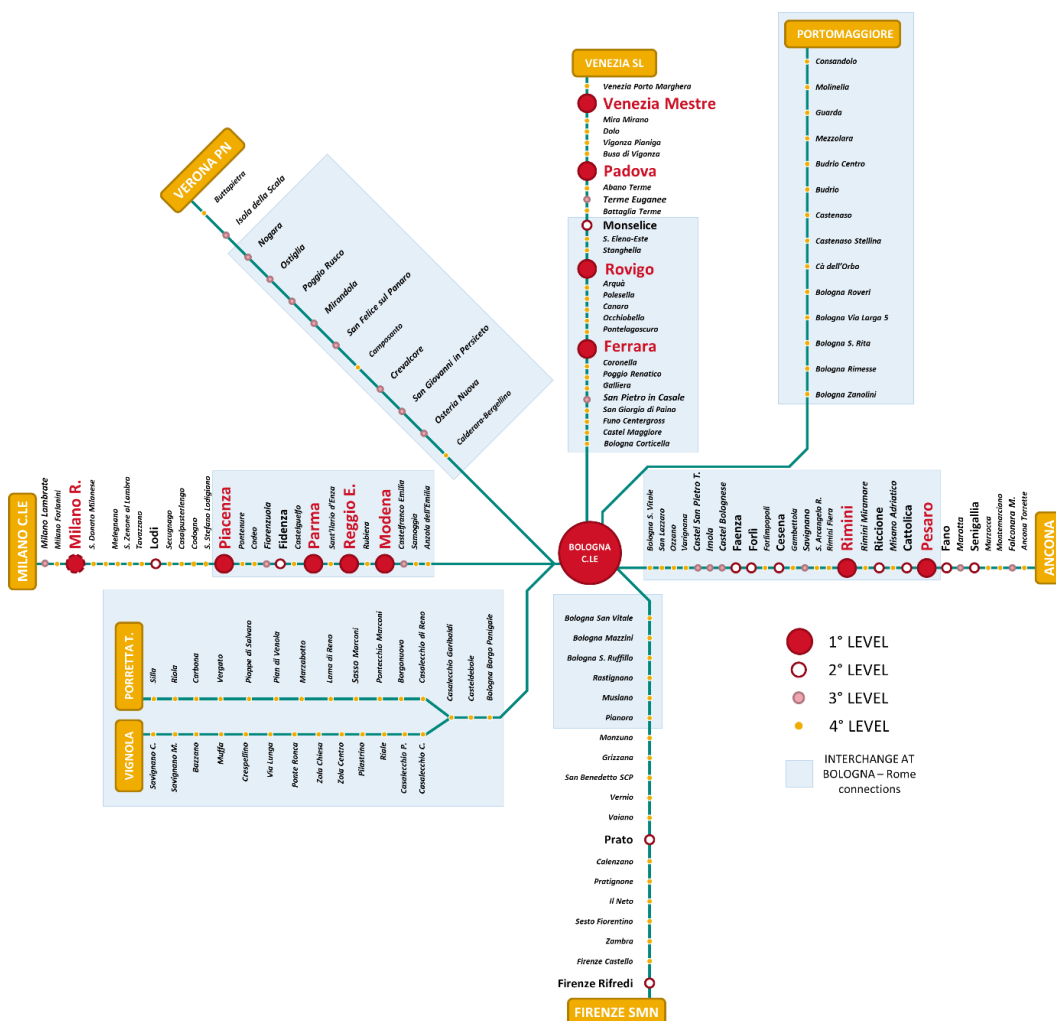 PORTOMAGGIORE
Consandolo
Molinella
Guarda
Mezzolara
Budrio Centro
Budrio
Castenaso
Castenaso Stellina
Cà dell'Orbo
Bologna Roveri
Bologna Via Larga 5
Bologna S. Rita
Bologna Rimesse
Bologna Zanolini
VENEZIA SL
Venezia Porto Marghera
Venezia Mestre
Mira Mirano
Dolo
Viganza Pianiga
Busa di Viganza
Padova
Abano Terme
Terme Euganee
Battaglia Terme
Monselice
S. Elena-Este
Stanghella
Rovigo
Arquà
Polesella
Canaro
Occhiobella
Pontelagoscuro
Ferrara
Coronella
Poggio Renatico
Galliera
San Pietro in Casale
San Giorgio di Paino
Funo Centergross
Castel Maggiore
Bologna Corticella
VERONA PN
Buttapietra
Isola della Scala
Nogara
Ostiglia
Poggio Rusco
Mirandola
San Felice sul Panaro
Camposanto
Crevalcore
San Giovanni in Persiceto
Osteria Nuova
Calderara-Bargellino
MILANO C.LE
Milano Lambrate
Milano Forlanini
Milano R.
S. Donato Milanese
Melegnano
S. Zenone al Lambro
Tavazzano
Lodi
Secugnago
Casalpusterlengo
Codogno
S. Stefano Lodigiano
Piacenza
Pontenure
Cadeo
Fiorenzuola
Fidenza
Castelguelfo
Parma
Sant'Ilario d'Enza
Reggio E.
Rubiera
Modena
Castelfranco Emilia
Samoggia
Anzola dell'Emilia
BOLOGNA
C.LE
Bologna S. Vitale
San Lazzaro
Ozzano
Varignana
Castel San Pietro T.
Imola
Castel Bolognese
Faenza
Forlì
Forlimpopoli
Cesena
Gambettola
Savignano
S. Arcangelo R.
Rimini Fiera
Rimini
Rimini Miramare
Riccione
Misano Adriatico
Cattolica
Pesaro
Fano
Marotta
Senigallia
Marzocca
Montemarciano
Falconara M.
Ancona Torrette
ANCONA
PORRETTA T.
Silla
Riola
Carbona
Vergato
Pioppe di Salvaro
Pian di Venola
Marzabotto
Lama di Reno
Sasso Marconi
Pontecchio Marconi
Borgonuovo
Casalecchio di Reno
Casalecchio Garibaldi
Casteldebole
Bologna Borgo Panigale
VIGNOLA
Savignano C.
Savignano M.
Bazzano
Muffa
Crespellino
Via Lunga
Ponte Ronca
Zola Chiesa
Zola Centro
Pilastrino
Riale
Casalecchio P.
Casalecchio C.
Bologna San Vitale
Bologna Mazzini
Bologna S. Ruffillo
Rastignano
Musiano
Pianoro
Monzuno
Grizzana
San Benedetto SCP
Vernio
Vaiano
Prato
Calenzano
Pratignone
Il Neto
Sesto Fiorentino
Zambra
Firenze Castello
Firenze Rifredi
FIRENZE SMN
1° LEVEL
2° LEVEL
3° LEVEL
4° LEVEL
INTERCHANGE AT
BOLOGNA – Rome
connections